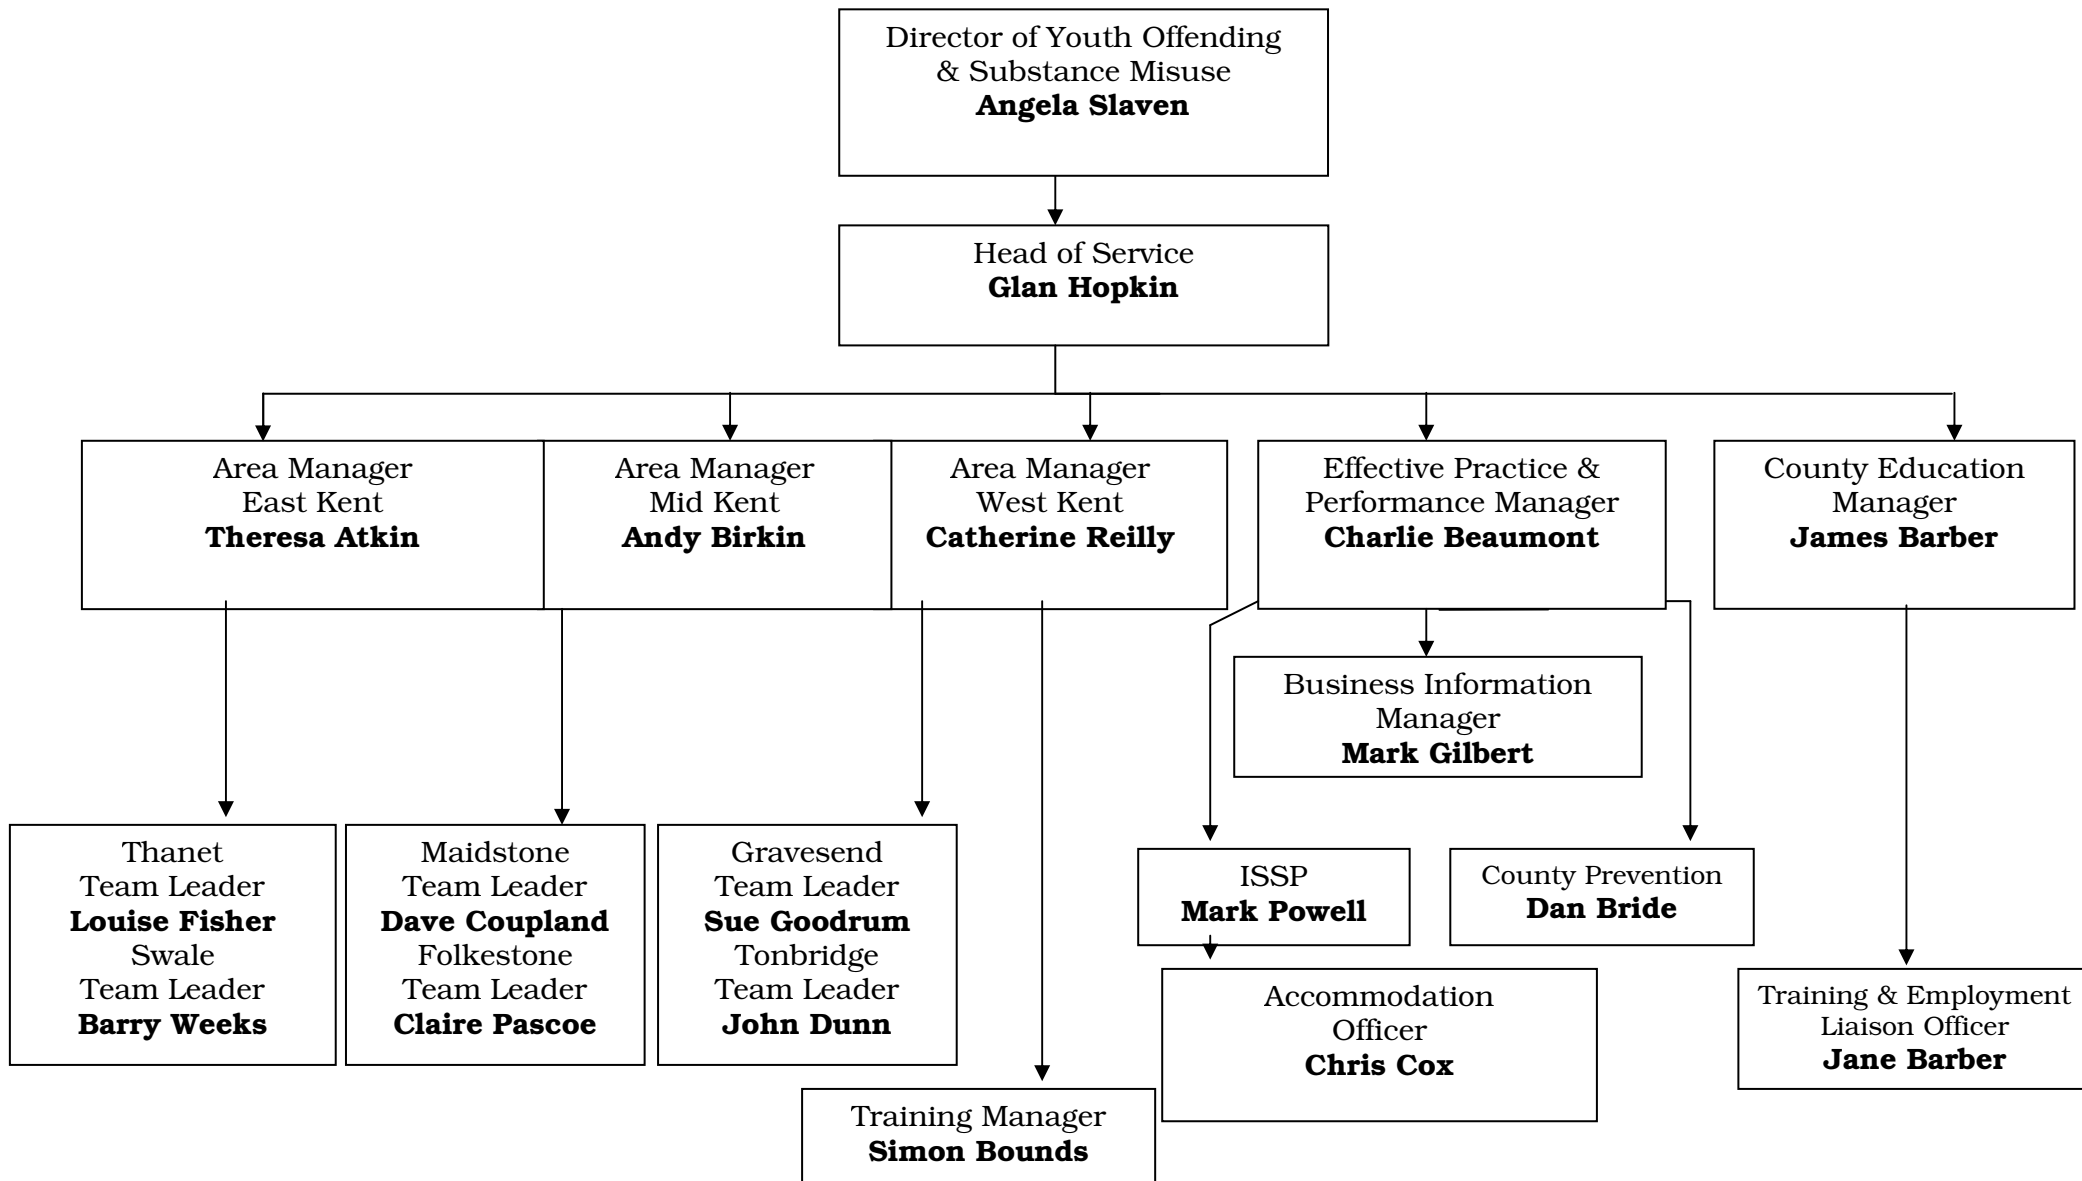 Director of Youth Offending
& Substance Misuse
Angela Slaven
Head of Service
Glan Hopkin
Area Manager
East Kent
Theresa Atkin
Area Manager
Mid Kent
Andy Birkin
Area Manager
West Kent
Catherine Reilly
Effective Practice &
Performance Manager
Charlie Beaumont
County Education
Manager
James Barber
Business Information
Manager
Mark Gilbert
Thanet
Team Leader
Louise Fisher
Swale
Team Leader
Barry Weeks
Maidstone
Team Leader
Dave Coupland
Folkestone
Team Leader
Claire Pascoe
Gravesend
Team Leader
Sue Goodrum
Tonbridge
Team Leader
John Dunn
ISSP
Mark Powell
County Prevention
Dan Bride
Accommodation
Officer
Chris Cox
Training & Employment
Liaison Officer
Jane Barber
Training Manager
Simon Bounds